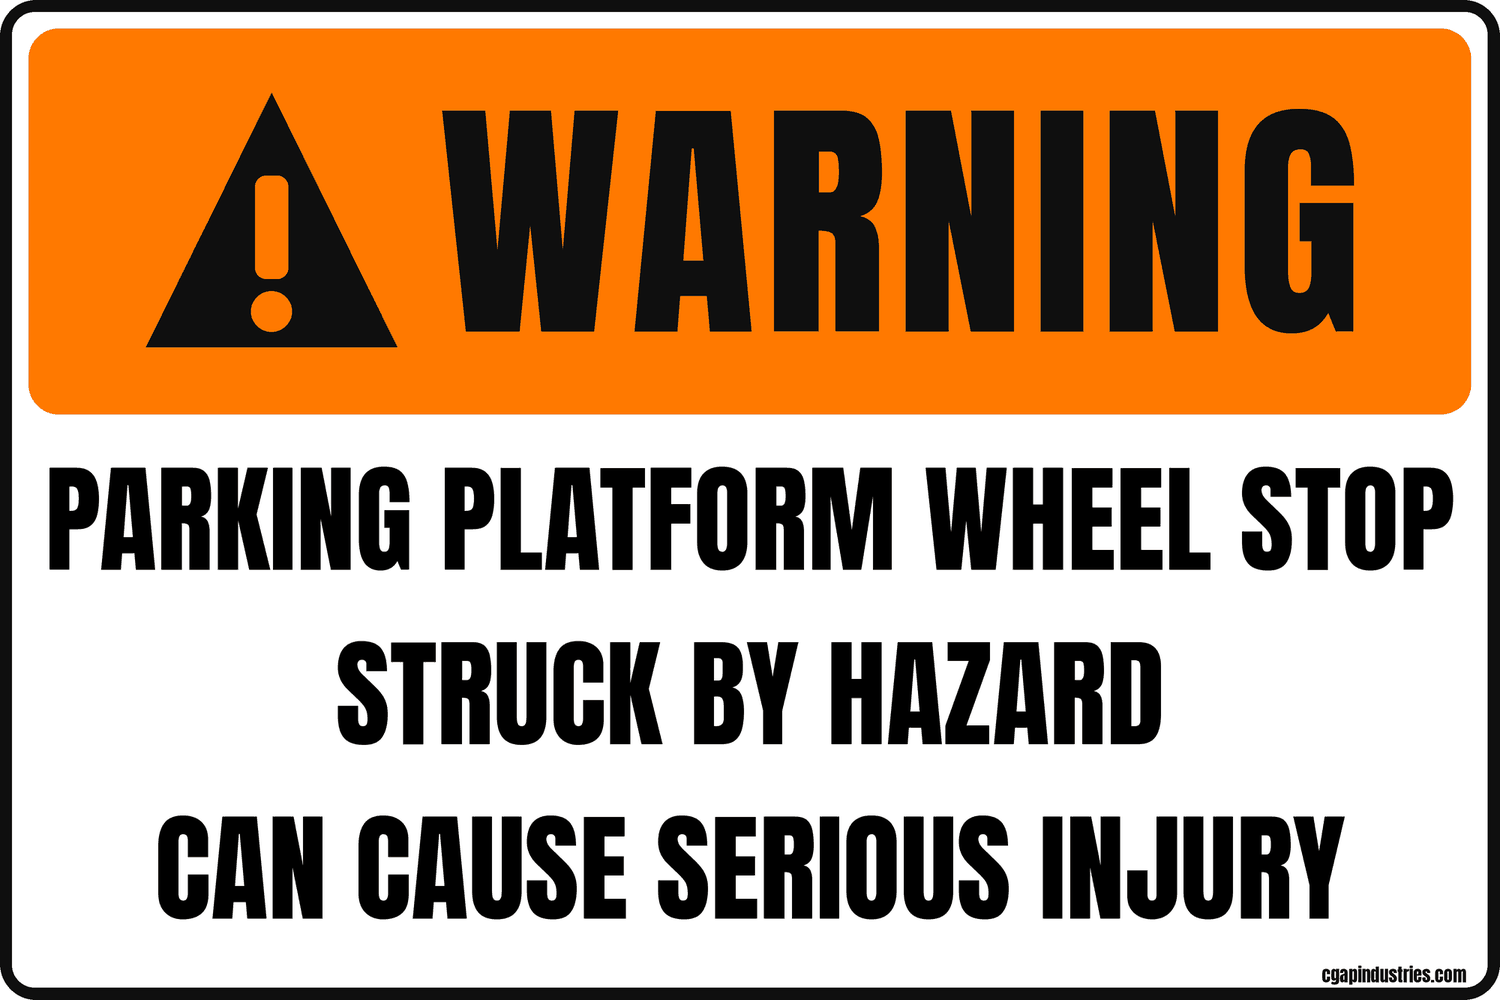 WARNING
PARKING PLATFORM WHEEL STOP
STRUCK BY HAZARD
CAN CAUSE SERIOUS INJURY
cgapindustries.com